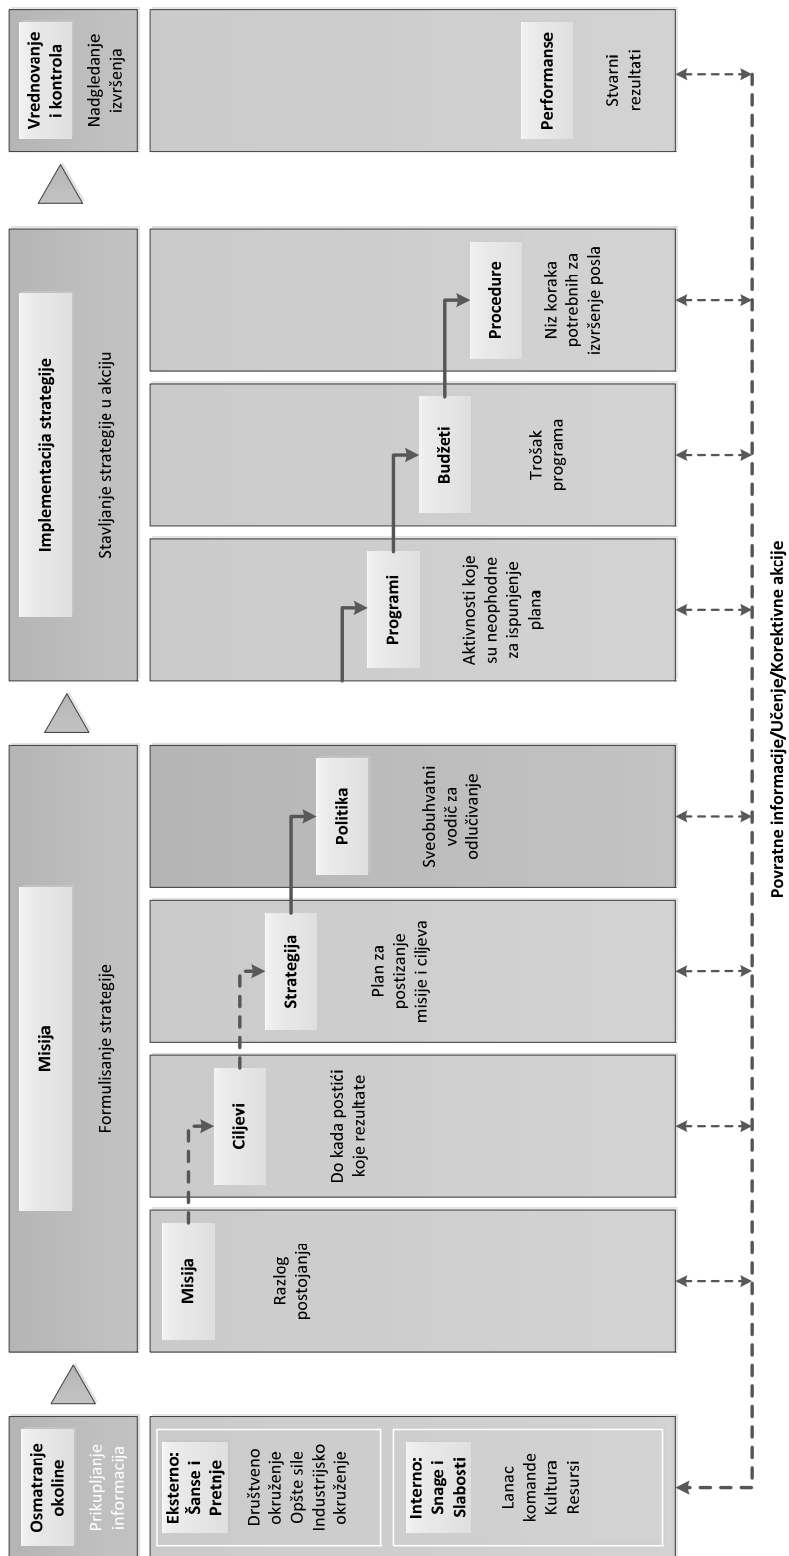 Osmatranje
okoline
Prikupljanje
informacija
Eksterno:
Šanse i
Pretnje
Društveno
okruženje
Opšte sile
Industrijsko
okruženje
Interno:
Snage i
Slabosti
Lanac
komande
Kultura
Resursi
Misija
Formulisanje strategije
Misija
Razlog
postojanja
Ciljevi
Do kada postići
koje rezultate
Strategija
Plan za
postizanje
misije i ciljeva
Politika
Sveobuhvatni
vodič za
odlučivanje
Implementacija strategije
Stavljanje strategije u akciju
Programi
Aktivnosti koje
su neophodne
za ispunjenje
plana
Budžeti
Trošak
programa
Procedure
Niz koraka
potrebnih za
izvršenje posla
Vrednovanje
i kontrola
Nadgledanje
izvršenja
Performanse
Stvarni
rezultati
Povratne informacije/Učenje/Korektivne akcije